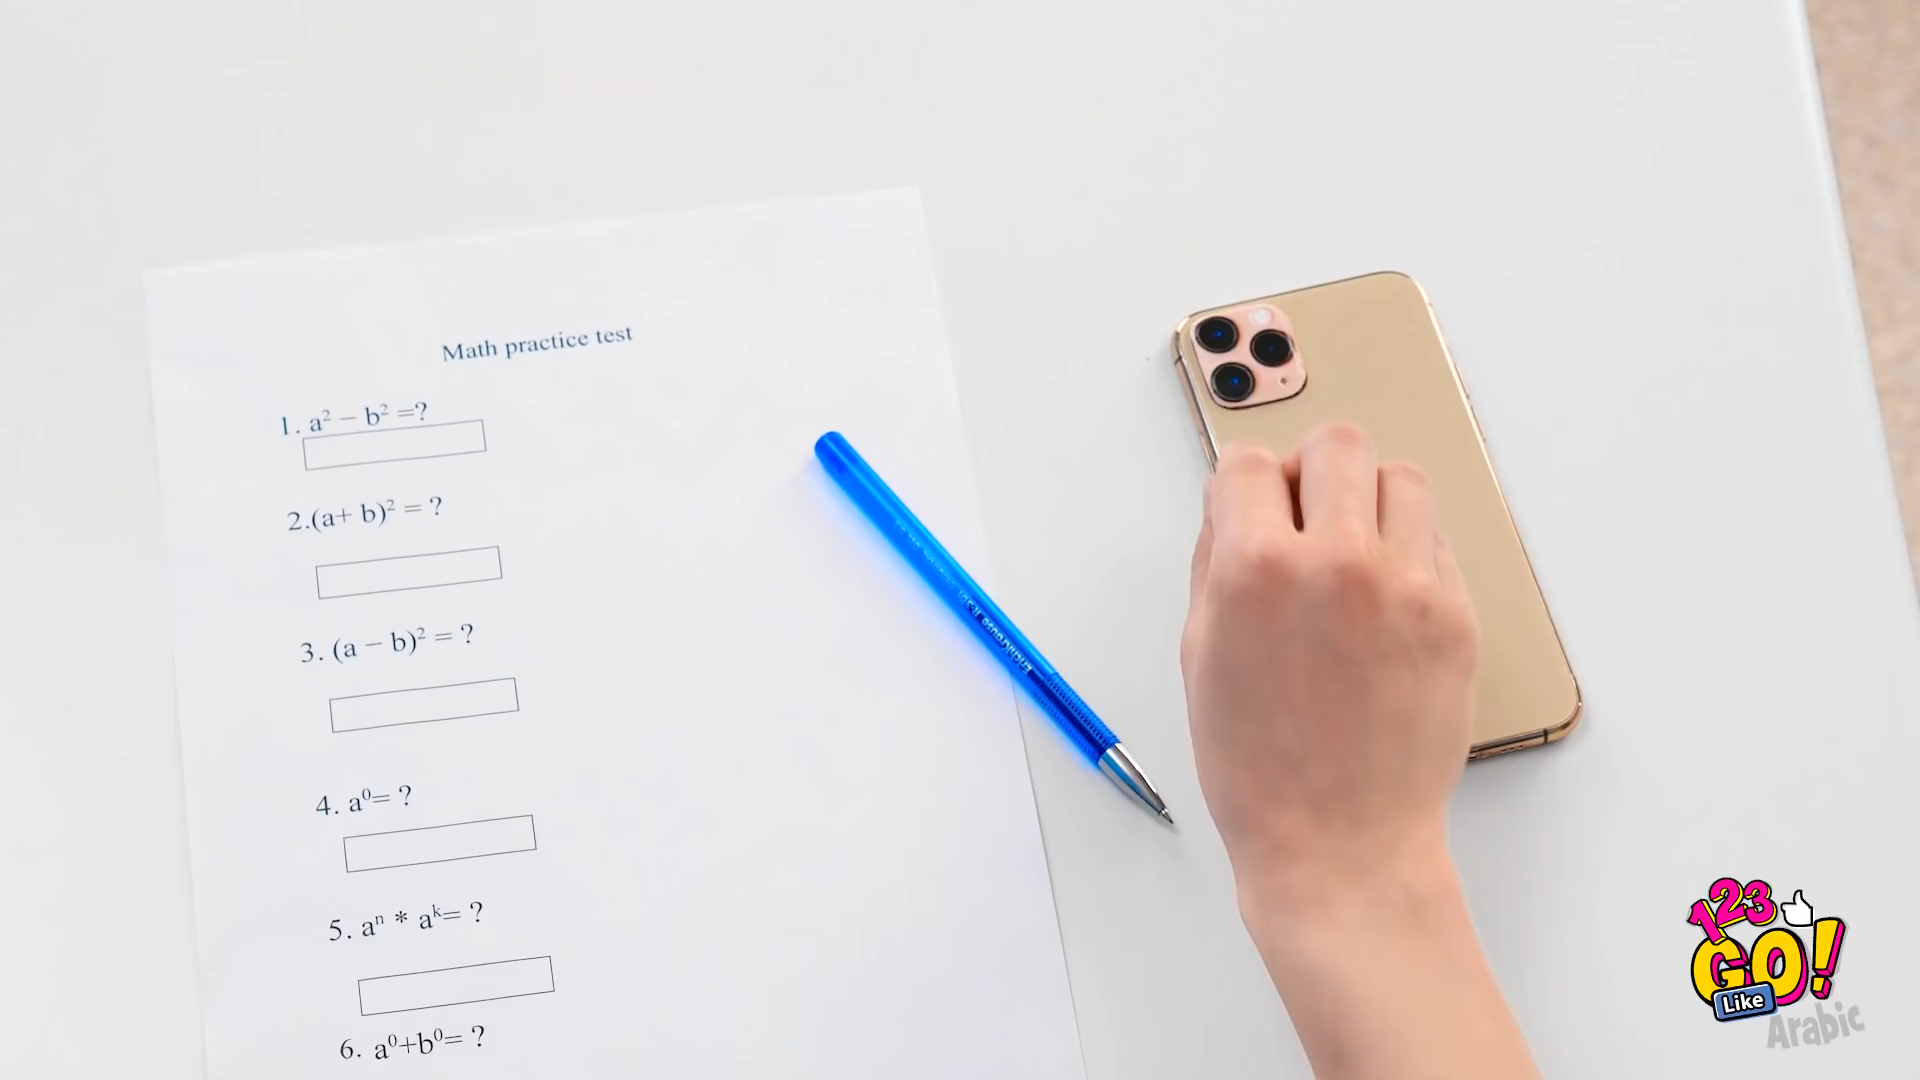 Math practice test
1. a² − b² =?
2.(a+ b)² = ?
3. (a − b)² = ?
4. a⁰= ?
5. aⁿ * aᵏ= ?
6. a⁰+b⁰= ?
123
GO!
Like
Arabic